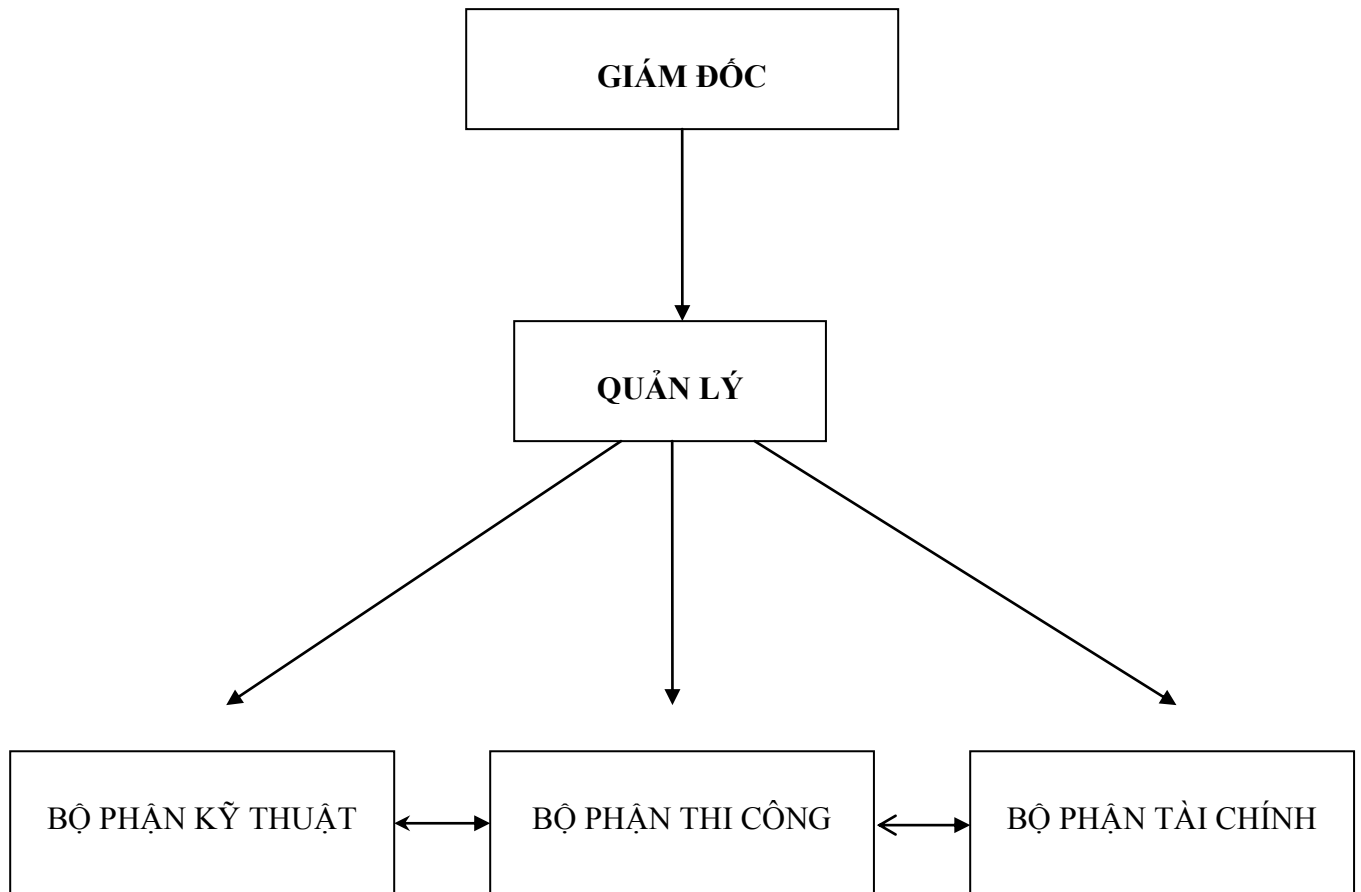 GIÁM ĐỐC
QUẢN LÝ
BỘ PHẬN KỸ THUẬT
BỘ PHẬN THI CÔNG
BỘ PHẬN TÀI CHÍNH